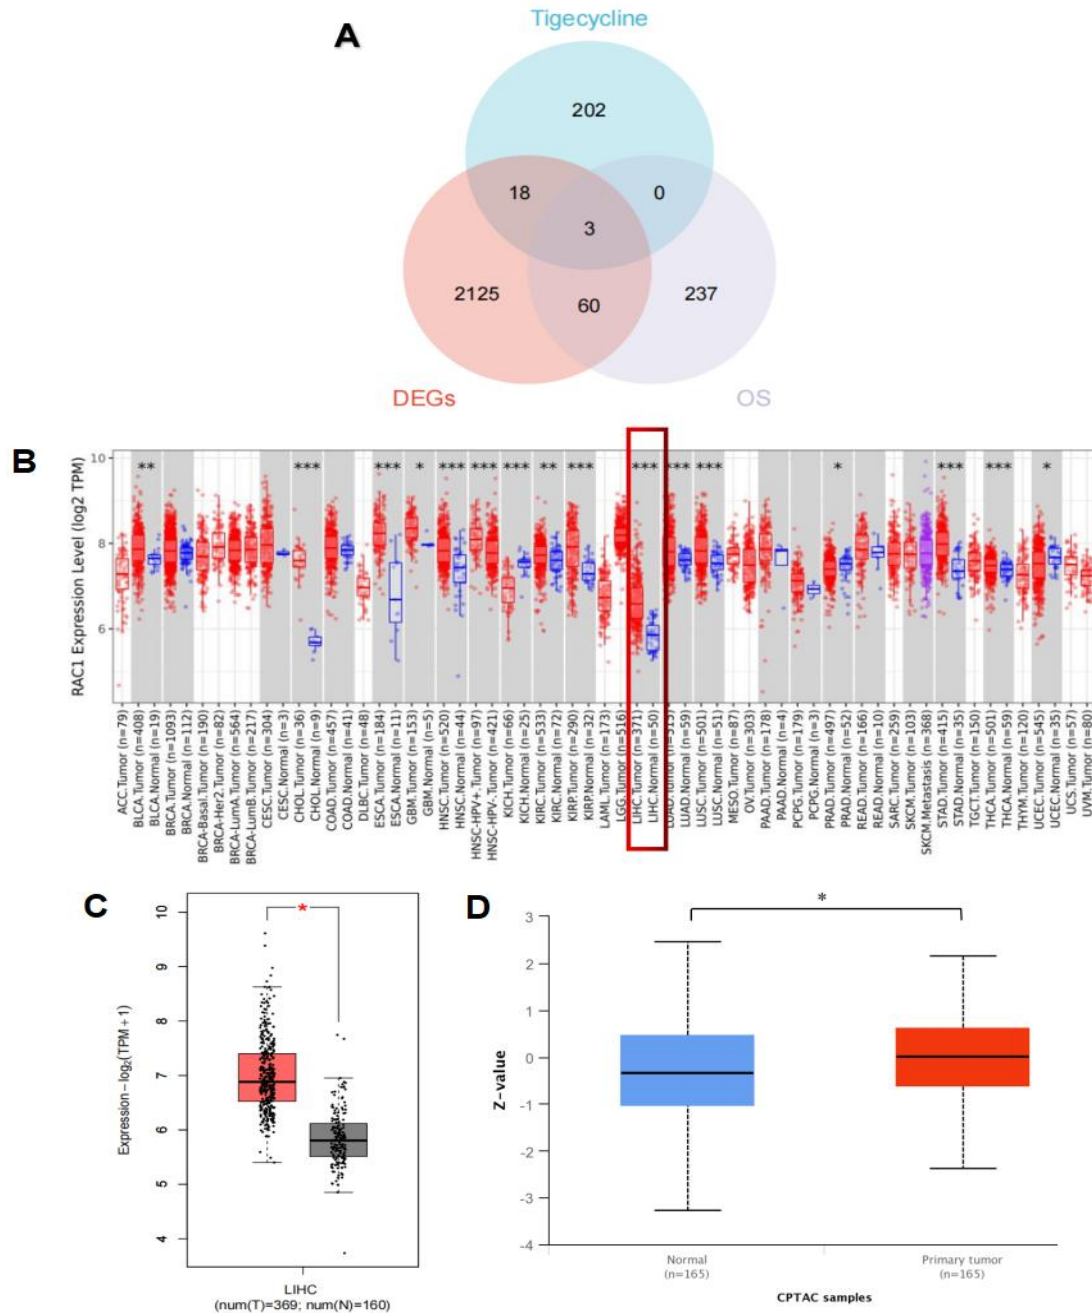 A
Tigecycline
202
18
0
3
2125
60
237
DEGs
OS
B
RAC1 Expression Level (log2 TPM)
10
8
6
**
***
***
*
***
***
***
**
***
***
***
***
*
***
***
*
ACC.Tumor (n=79)
BLCA.Tumor (n=408)
BLCA.Normal (n=19)
BRCA.Tumor (n=1093)
BRCA.Normal (n=112)
BRCA-Basal.Tumor (n=190)
BRCA-Her2.Tumor (n=82)
BRCA-LumA.Tumor (n=564)
BRCA-LumB.Tumor (n=217)
CESC.Tumor (n=304)
CESC.Normal (n=3)
CHOL.Tumor (n=36)
CHOL.Normal (n=9)
COAD.Tumor (n=457)
COAD.Normal (n=41)
DLBC.Tumor (n=48)
ESCA.Tumor (n=184)
ESCA.Normal (n=11)
GBM.Tumor (n=153)
GBM.Normal (n=5)
HNSC.Tumor (n=520)
HNSC.Normal (n=44)
HNSC-HPV+.Tumor (n=97)
HNSC-HPV-.Tumor (n=421)
KICH.Tumor (n=66)
KICH.Normal (n=25)
KIRC.Tumor (n=533)
KIRC.Normal (n=72)
KIRP.Tumor (n=290)
KIRP.Normal (n=32)
LAML.Tumor (n=173)
LGG.Tumor (n=516)
LIHC.Tumor (n=371)
LIHC.Normal (n=50)
LUAD.Tumor (n=515)
LUAD.Normal (n=59)
LUSC.Tumor (n=501)
LUSC.Normal (n=51)
MESO.Tumor (n=87)
OV.Tumor (n=303)
PAAD.Tumor (n=178)
PAAD.Normal (n=4)
PCPG.Tumor (n=179)
PCPG.Normal (n=3)
PRAD.Tumor (n=497)
PRAD.Normal (n=52)
READ.Tumor (n=166)
READ.Normal (n=10)
SARC.Tumor (n=259)
SKCM.Tumor (n=103)
SKCM.Metastasis (n=368)
STAD.Tumor (n=415)
STAD.Normal (n=35)
TGCT.Tumor (n=150)
THCA.Tumor (n=501)
THCA.Normal (n=59)
THYM.Tumor (n=120)
UCEC.Tumor (n=545)
UCEC.Normal (n=35)
UCS.Tumor (n=57)
UVM.Tumor (n=80)
C
Expression−log₂(TPM+1)
10
9
8
7
6
5
4
*
LIHC
(num(T)=369; num(N)=160)
D
Z-value
3
2
1
0
-1
-2
-3
-4
*
Normal
(n=165)
Primary tumor
(n=165)
CPTAC samples